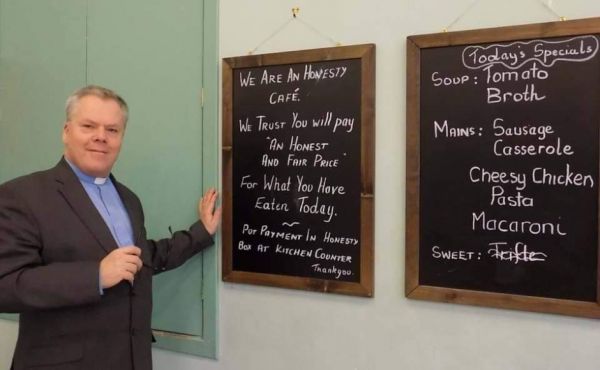 We Are An Honesty
Café.
We Trust You will pay
"An Honest
And Fair Price"
For What You Have
Eaten Today.
~
Put Payment In Honesty
Box At Kitchen Counter
Thankyou.
Today's Specials
Soup: Tomato
Broth
Mains: Sausage
Casserole
Cheesy Chicken
Pasta
Macaroni
Sweet: Trifle